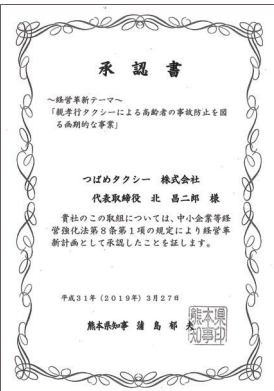 承認書
～経営革新テーマ～
「親孝行タクシーによる高齢者の事故防止を図
る画期的な事業」
つばめタクシー 株式会社
代表取締役 北 昌二郎 様
貴社のこの取組については、中小企業等経
営強化法第8条第1項の規定により経営革
新計画として承認したことを証します。
平成31年(2019年)3月27日
熊本県知事 蒲島郁夫
熊本県知事印